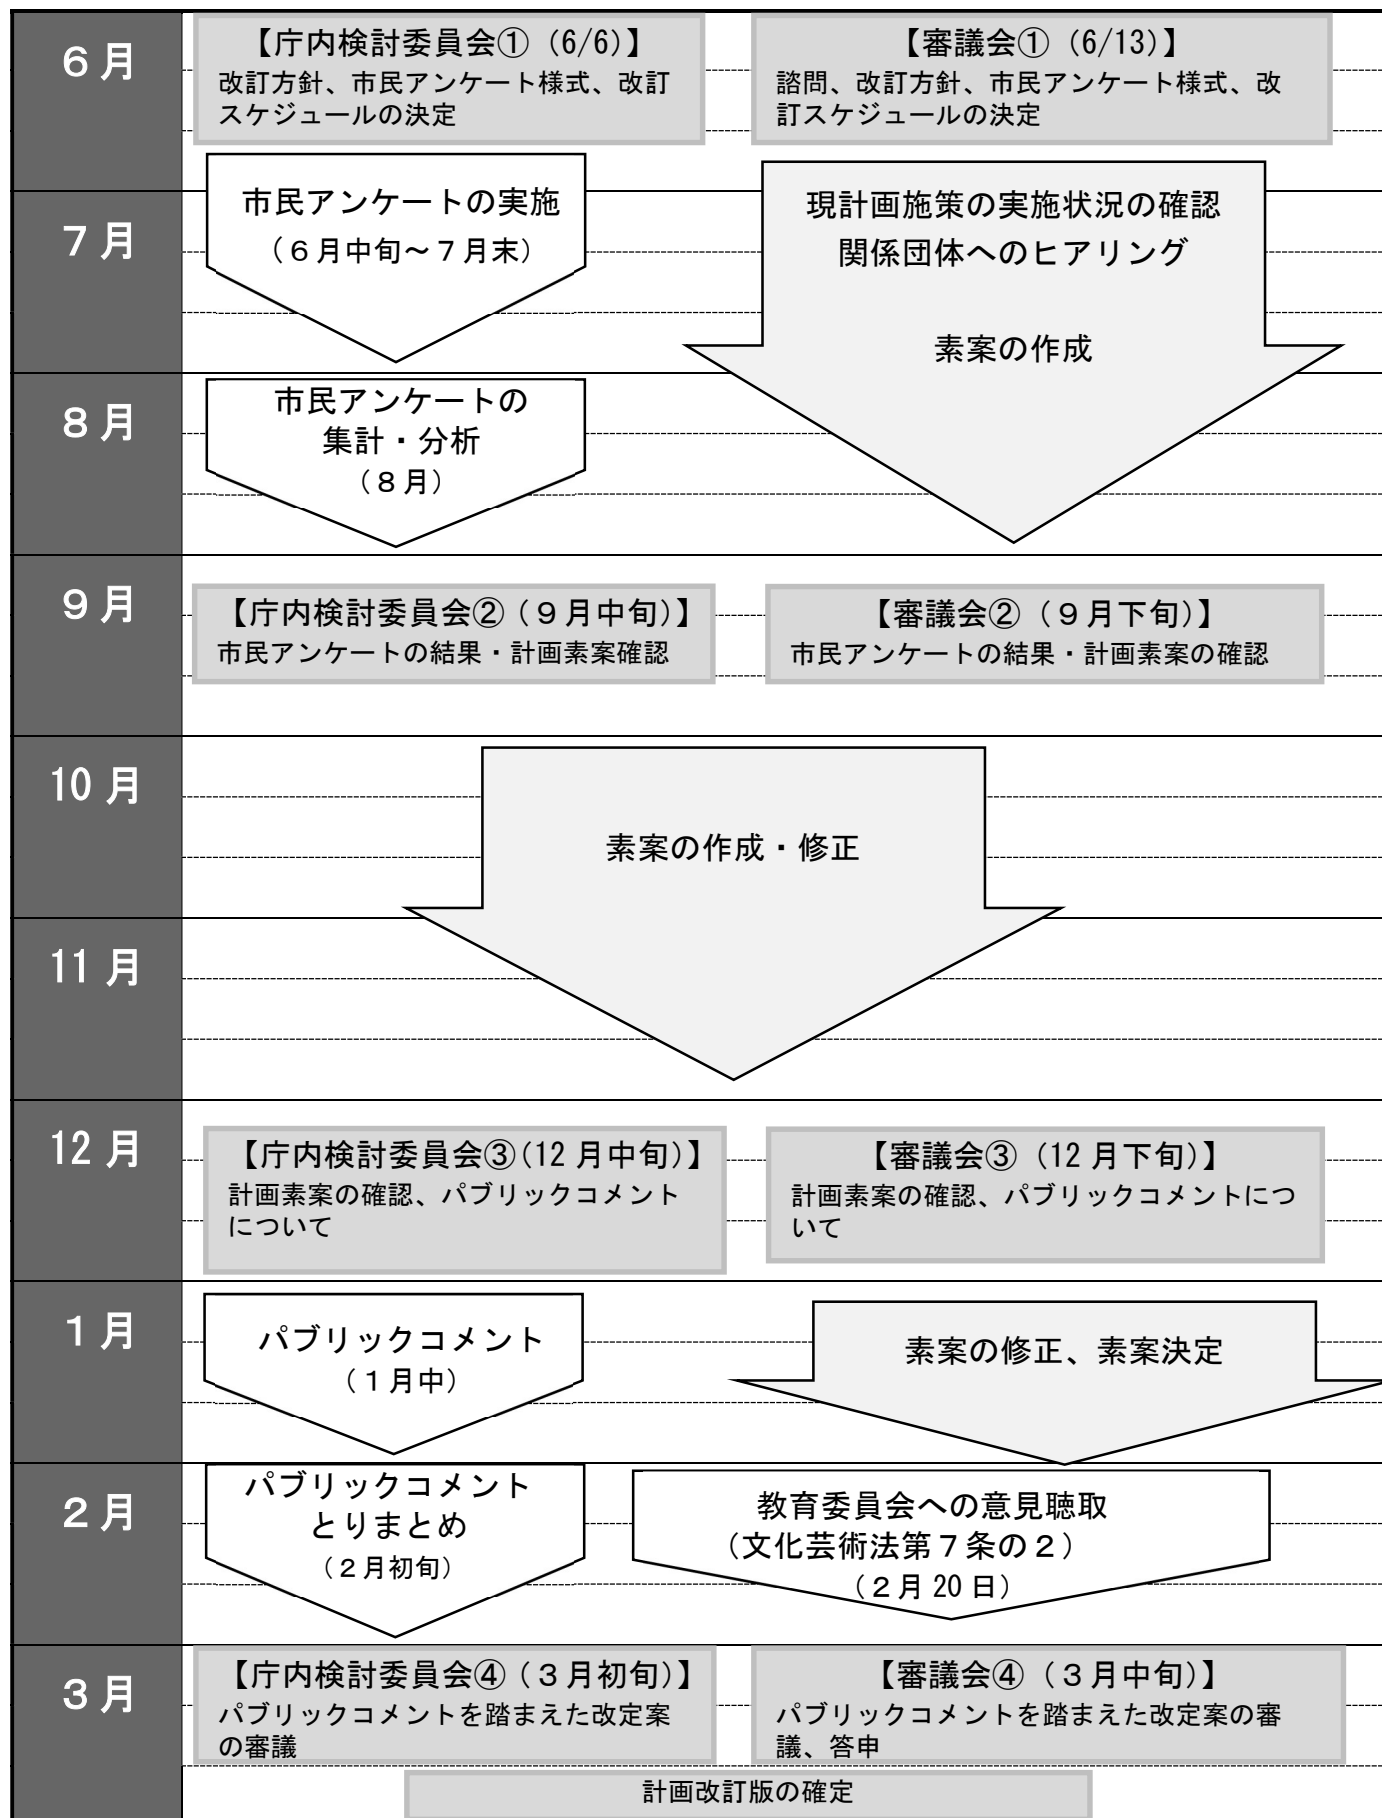 ６月
【庁内検討委員会①（6/6）】
改訂方針、市民アンケート様式、改訂
スケジュールの決定
【審議会①（6/13）】
諮問、改訂方針、市民アンケート様式、改
訂スケジュールの決定
７月
市民アンケートの実施
（６月中旬～７月末）
現計画施策の実施状況の確認
関係団体へのヒアリング
素案の作成
８月
市民アンケートの
集計・分析
（８月）
９月
【庁内検討委員会②（９月中旬）】
市民アンケートの結果・計画素案確認
【審議会②（９月下旬）】
市民アンケートの結果・計画素案の確認
10月
素案の作成・修正
11月
12月
【庁内検討委員会③(12月中旬)】
計画素案の確認、パブリックコメント
について
【審議会③（12月下旬）】
計画素案の確認、パブリックコメントにつ
いて
１月
パブリックコメント
（１月中）
素案の修正、素案決定
２月
パブリックコメント
とりまとめ
（２月初旬）
教育委員会への意見聴取
（文化芸術法第７条の２）
（２月20日）
３月
【庁内検討委員会④（３月初旬）】
パブリックコメントを踏まえた改定案
の審議
【審議会④（３月中旬）】
パブリックコメントを踏まえた改定案の審
議、答申
計画改訂版の確定